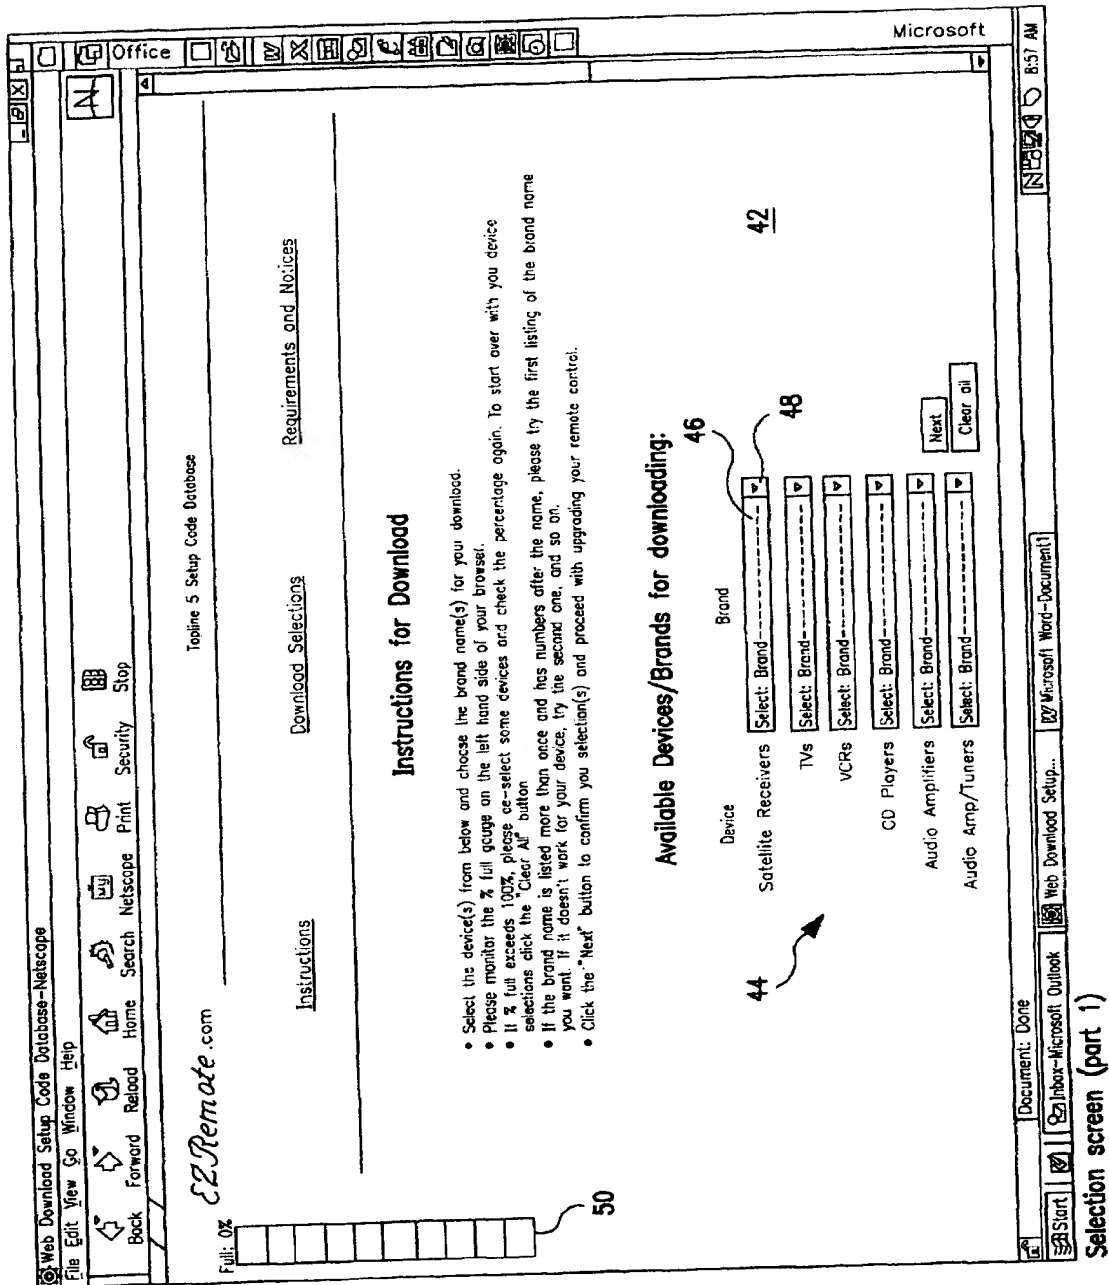 Web Download Setup Code Database-Netscape
File Edit View Go Window Help
Back Forward Reload Home Search Netscape Print Security Stop
N
Office
Microsoft
Full: 0%
EZRemote.com
Topline 5 Setup Code Database
Instructions Download Selections Requirements and Notices
Instructions for Download
• Select the device(s) from below and choose the brand name(s) for your download.
• Please monitor the % full gauge on the left hand side of your browser.
• If % full exceeds 100%, please de-select some devices and check the percentage again. To start over with you device
selections click the "Clear All" button
• If the brand name is listed more than once and has numbers after the name, please try the first listing of the brand name
you want. If it doesn't work for your device, try the second one, and so on.
• Click the "Next" button to confirm you selection(s) and proceed with upgrading your remote control.
50
Available Devices/Brands for downloading:
44
46
42
48
Device Brand
Satellite Receivers Select: Brand----------------
TVs Select: Brand----------------
VCRs Select: Brand----------------
CD Players Select: Brand----------------
Audio Amplifiers Select: Brand---------------- Next
Audio Amp/Tuners Select: Brand---------------- Clear all
Document: Done
Start Inbox-Microsoft Outlook Web Download Setup... Microsoft Word-Document1 8:57 AM
Selection screen (part 1)